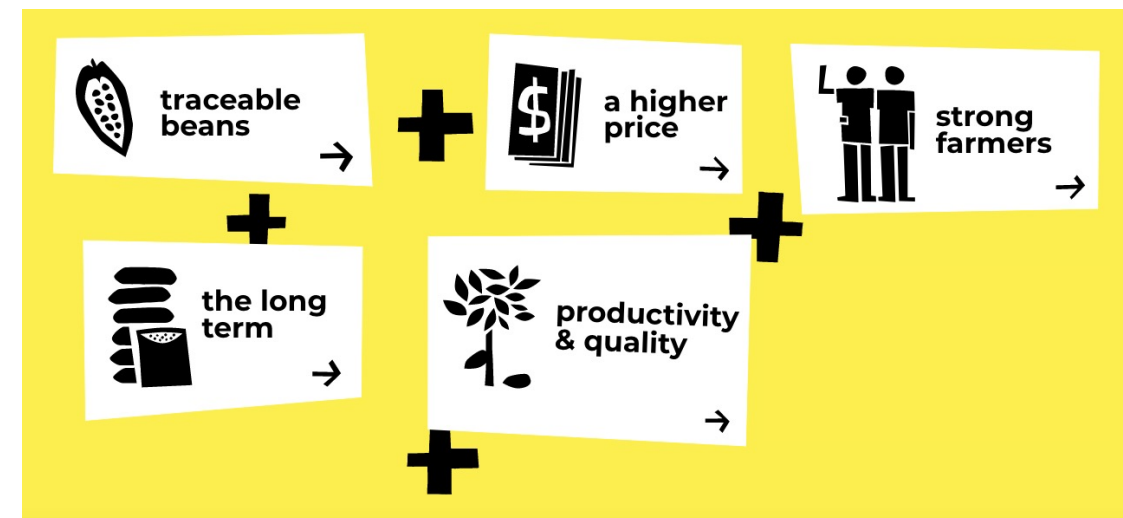 traceable
beans
a higher
price
strong
farmers
the long
term
productivity
& quality